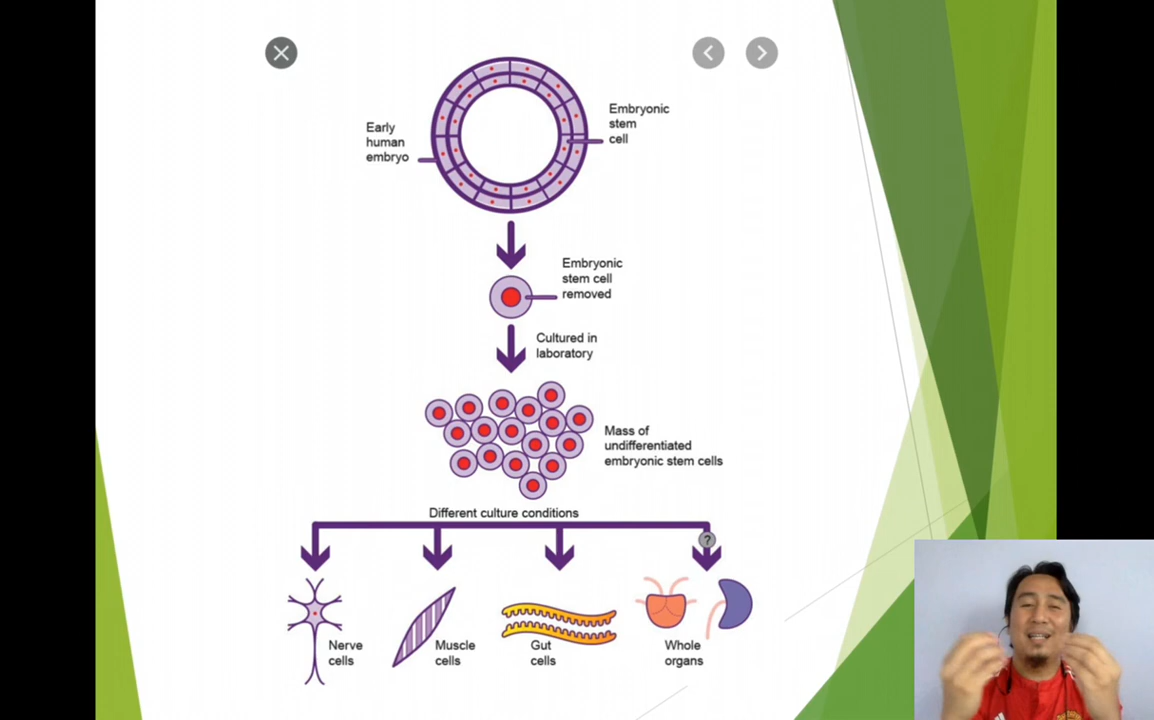 Early
human
embryo
Embryonic
stem
cell
Embryonic
stem cell
removed
Cultured in
laboratory
Mass of
undifferentiated
embryonic stem cells
Different culture conditions
?
Nerve
cells
Muscle
cells
Gut
cells
Whole
organs